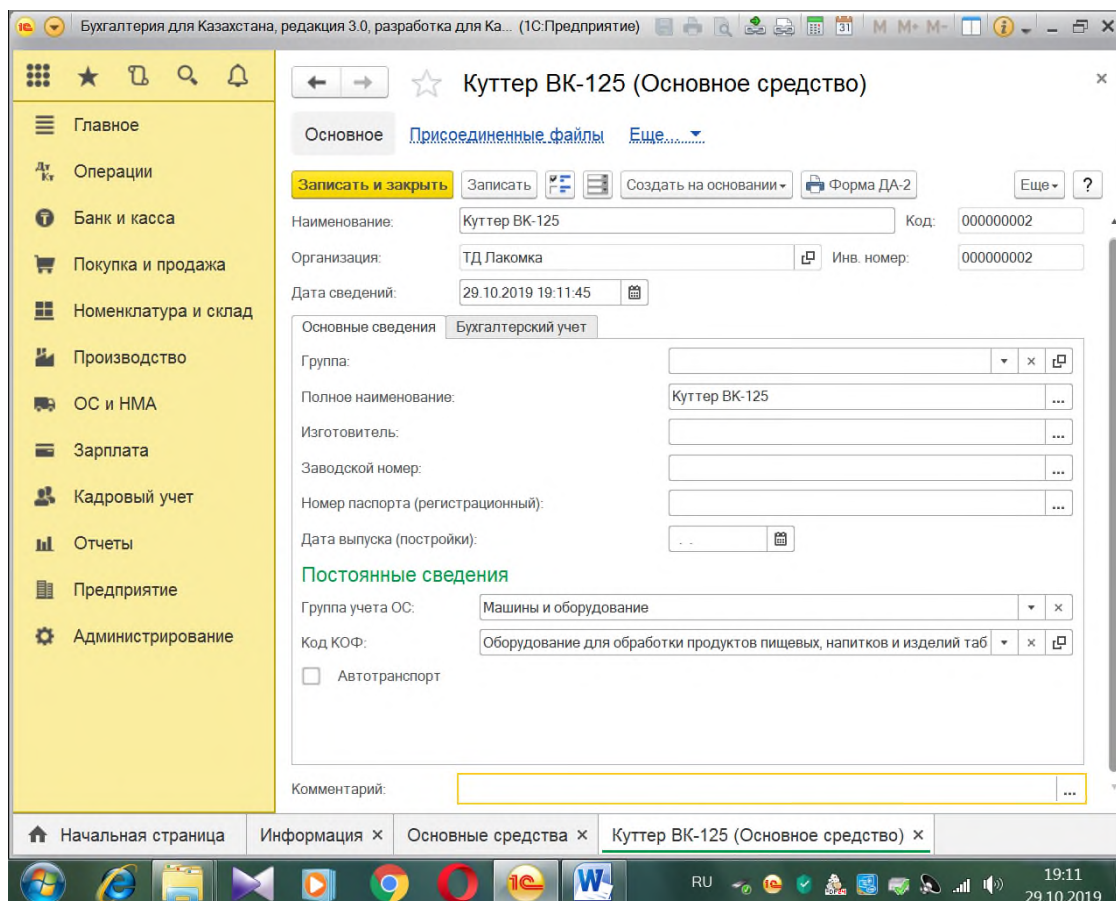 Бухгалтерия для Казахстана, редакция 3.0, разработка для Ка... (1С:Предприятие)
M M+ M-
Главное
Операции
Банк и касса
Покупка и продажа
Номенклатура и склад
Производство
ОС и НМА
Зарплата
Кадровый учет
Отчеты
Предприятие
Администрирование
Куттер ВК-125 (Основное средство)
Основное Присоединенные файлы Еще...
Записать и закрыть Записать Создать на основании Форма ДА-2 Еще ?
Наименование: Куттер ВК-125 Код: 000000002
Организация: ТД Лакомка Инв. номер: 000000002
Дата сведений: 29.10.2019 19:11:45
Основные сведения Бухгалтерский учет
Группа:
Полное наименование: Куттер ВК-125 ...
Изготовитель: ...
Заводской номер: ...
Номер паспорта (регистрационный): ...
Дата выпуска (постройки): . .
Постоянные сведения
Группа учета ОС: Машины и оборудование
Код КОФ: Оборудование для обработки продуктов пищевых, напитков и изделий таб
Автотранспорт
Комментарий: ...
Начальная страница Информация × Основные средства × Куттер ВК-125 (Основное средство) ×
RU 19:11
29.10.2019